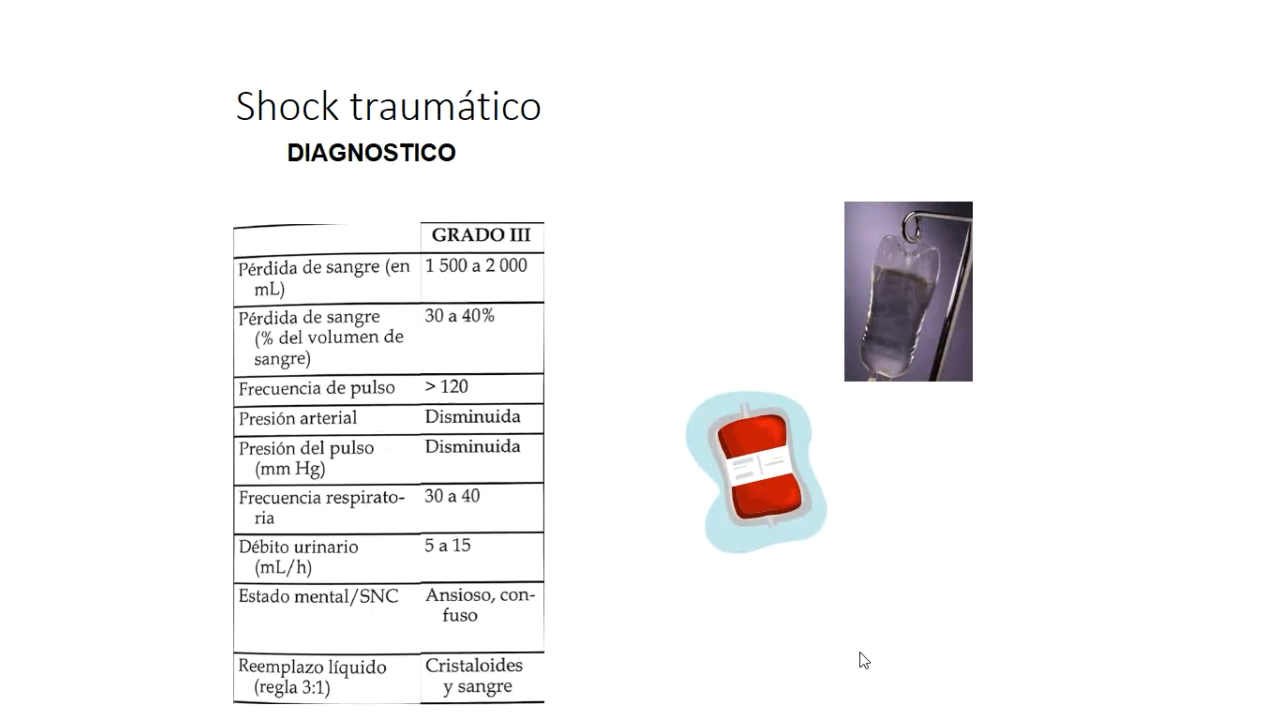 Shock traumático
DIAGNOSTICO
GRADO III
Pérdida de sangre (en 1 500 a 2 000
mL)
Pérdida de sangre 30 a 40%
(% del volumen de
sangre)
Frecuencia de pulso > 120
Presión arterial Disminuida
Presión del pulso Disminuida
(mm Hg)
Frecuencia respirato- 30 a 40
ria
Débito urinario 5 a 15
(mL/h)
Estado mental/SNC Ansioso, con-
fuso
Reemplazo líquido Cristaloides
(regla 3:1) y sangre